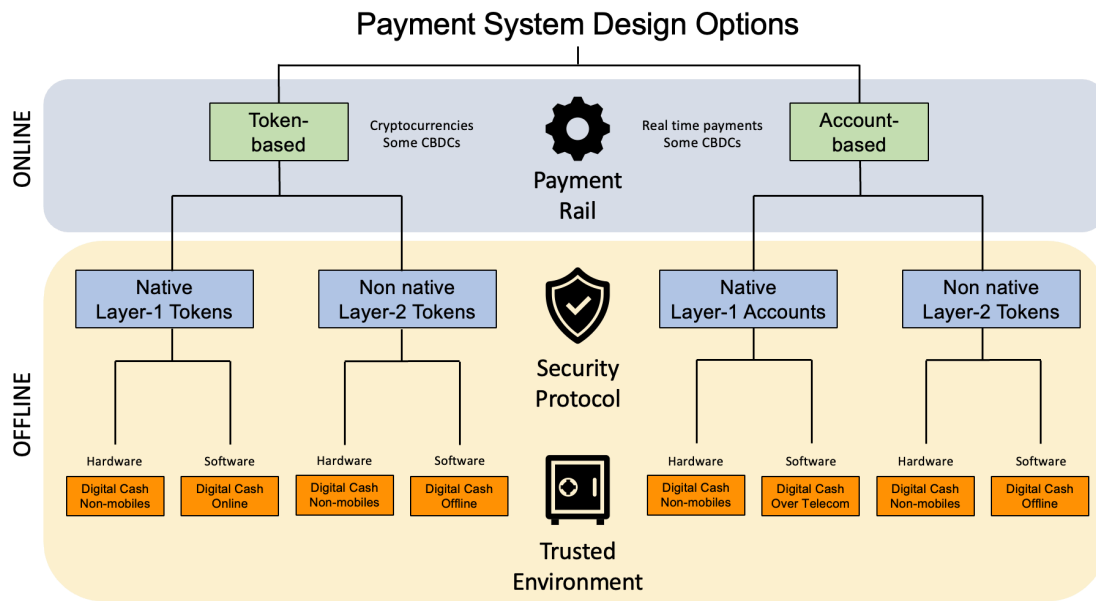 Payment System Design Options
ONLINE
Token-
based
Cryptocurrencies
Some CBDCs
Payment
Rail
Real time payments
Some CBDCs
Account-
based
OFFLINE
Native
Layer-1 Tokens
Non native
Layer-2 Tokens
Security
Protocol
Native
Layer-1 Accounts
Non native
Layer-2 Tokens
Hardware
Software
Hardware
Software
Hardware
Software
Hardware
Software
Digital Cash
Non-mobiles
Digital Cash
Online
Digital Cash
Non-mobiles
Digital Cash
Offline
Digital Cash
Non-mobiles
Digital Cash
Over Telecom
Digital Cash
Non-mobiles
Digital Cash
Offline
Trusted
Environment